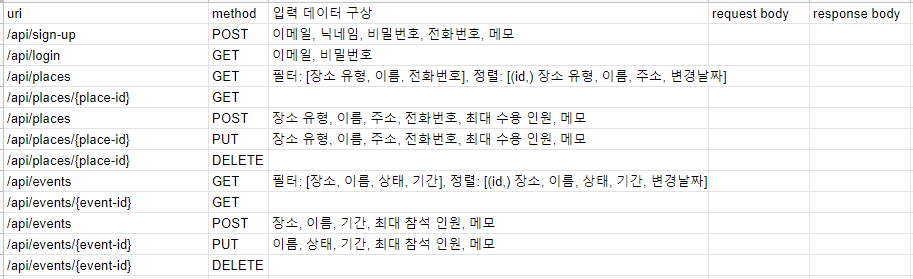 uri method 입력 데이터 구상 request body response body
/api/sign-up POST 이메일, 닉네임, 비밀번호, 전화번호, 메모
/api/login GET 이메일, 비밀번호
/api/places GET 필터: [장소 유형, 이름, 전화번호], 정렬: [(id,) 장소 유형, 이름, 주소, 변경날짜]
/api/places/{place-id} GET
/api/places POST 장소 유형, 이름, 주소, 전화번호, 최대 수용 인원, 메모
/api/places/{place-id} PUT 장소 유형, 이름, 주소, 전화번호, 최대 수용 인원, 메모
/api/places/{place-id} DELETE
/api/events GET 필터: [장소, 이름, 상태, 기간], 정렬: [(id,) 장소, 이름, 상태, 기간, 변경날짜]
/api/events/{event-id} GET
/api/events POST 장소, 이름, 기간, 최대 참석 인원, 메모
/api/events/{event-id} PUT 이름, 상태, 기간, 최대 참석 인원, 메모
/api/events/{event-id} DELETE